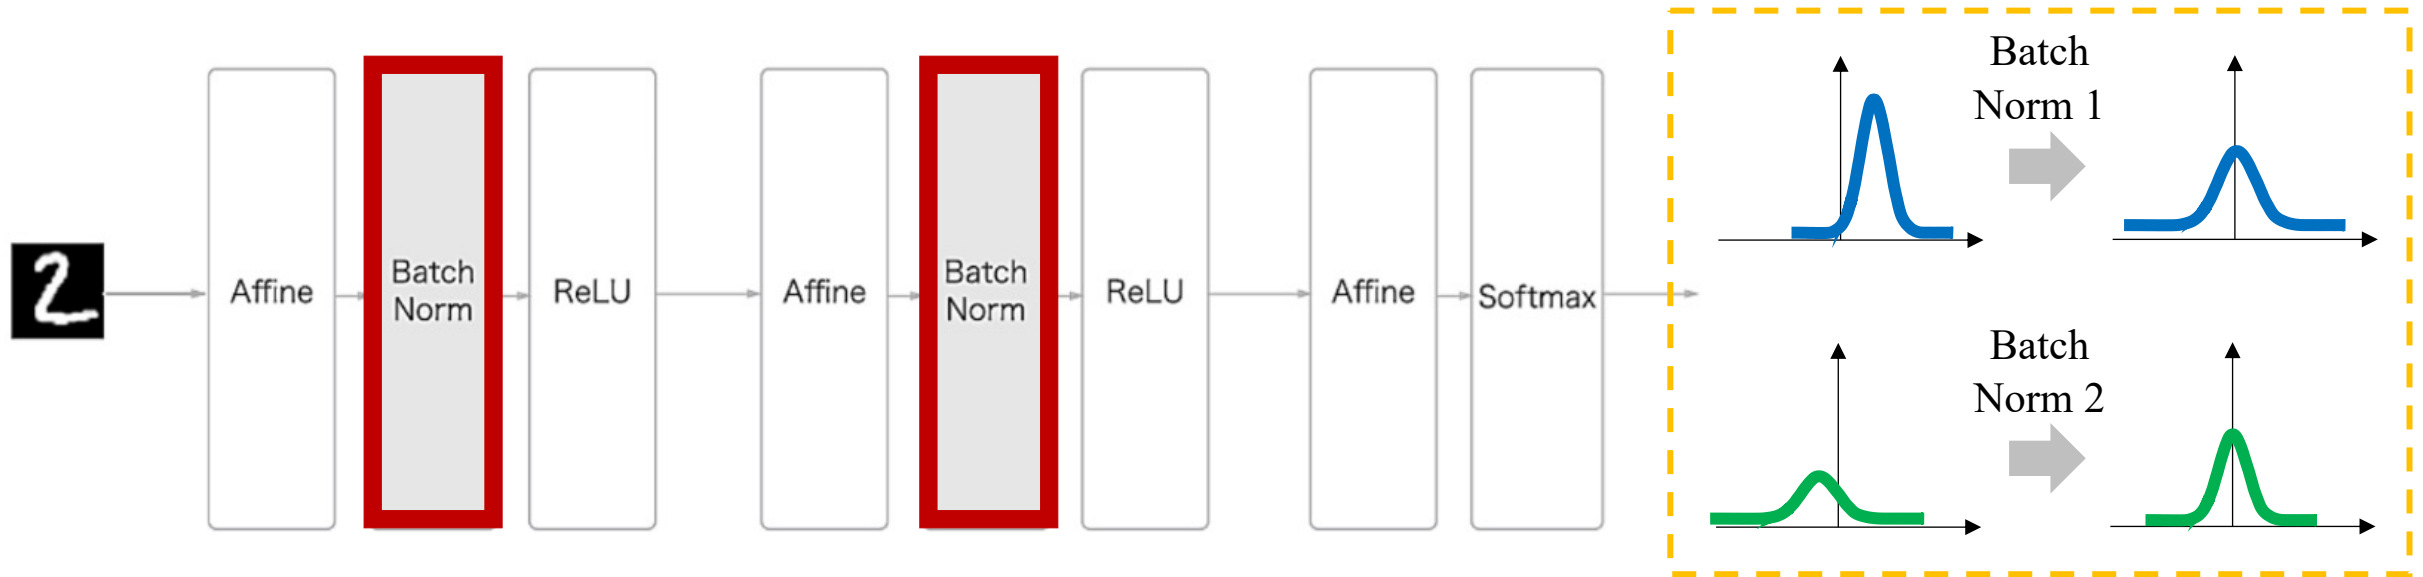 2
Affine
Batch
Norm
ReLU
Affine
Batch
Norm
ReLU
Affine
Softmax
Batch
Norm 1
Batch
Norm 2